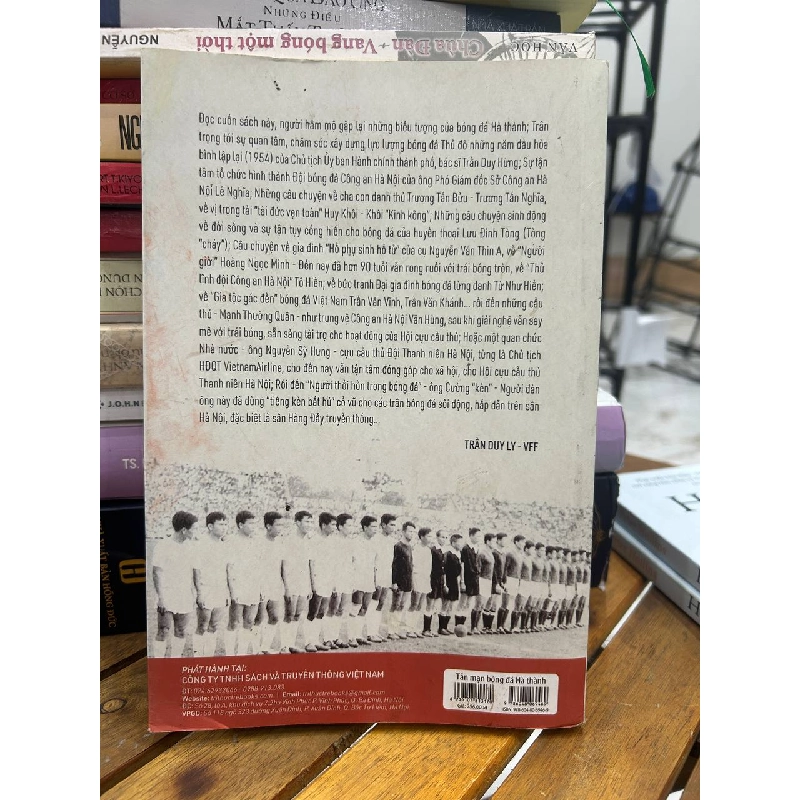 NHỮNG ĐIỀU
VĂN HỌC
Chùa Đàn - Vang bóng một thời
NGUYỄN
Đọc cuốn sách này, người hâm mộ gặp lại những biểu tượng của bóng đá Hà thành; Trân
trọng tới sự quan tâm, chăm sóc xây dựng lực lượng bóng đá Thủ đô những năm đầu hòa
bình lập lại (1954) của Chủ tịch Ủy ban Hành chính thành phố, bác sĩ Trần Duy Hưng; Sự tận
tâm tổ chức hình thành Đội bóng đá Công an Hà Nội của ông Phó Giám đốc Sở Công an Hà
Nội Lê Nghĩa; Những câu chuyện về cha con danh thủ Trương Tấn Bửu - Trương Tấn Nghĩa,
về vị trọng tài "tài đức vẹn toàn" Huy Khôi - Khôi "Kinh kông", Những câu chuyện sinh động
về đời sống và sự tận tụy cống hiến cho bóng đá của huyền thoại Lưu Đình Tòng (Tòng
"cháy"); Câu chuyện về gia đình "Hổ phụ sinh hổ tử" của cụ Nguyễn Văn Thìn A, về "Người
giời" Hoàng Ngọc Minh - Đến nay đã hơn 90 tuổi vẫn rong ruổi với trái bóng tròn, về "Thủ
lĩnh đội Công an Hà Nội" Tô Hiền; về bức tranh Đại gia đình bóng đá lừng danh Từ Như Hiển;
về "Gia tộc gác đền" bóng đá Việt Nam Trần Văn Vinh, Trần Văn Khánh... rồi đến những cầu
thủ - Mạnh Thường Quân - như trung vệ Công an Hà Nội Văn Hùng, sau khi giải nghệ vẫn say
mê với trái bóng, sẵn sàng tài trợ cho hoạt động của Hội cựu cầu thủ; Hoặc một quan chức
Nhà nước - ông Nguyễn Sỹ Hưng - cựu cầu thủ Đội Thanh niên Hà Nội, từng là Chủ tịch
HĐQT VietnamAirline, cho đến nay vẫn tận tâm đóng góp cho xã hội, cho Hội cựu cầu thủ
Thanh niên Hà Nội; Rồi đến "Người thổi hồn trong bóng đá" - ông Cường "kèn" - Người dân
ông này đã dùng "tiếng kèn bất hủ" cổ vũ cho các trận bóng đá sôi động, hấp dẫn trên sân
Hà Nội, đặc biệt là sân Hàng Đẫy truyền thống...
TRẦN DUY LY - VFF
PHÁT HÀNH TẠI:
CÔNG TY TNHH SÁCH VÀ TRUYỀN THÔNG VIỆT NAM
Tản mạn bóng đá Hà thành
TS.